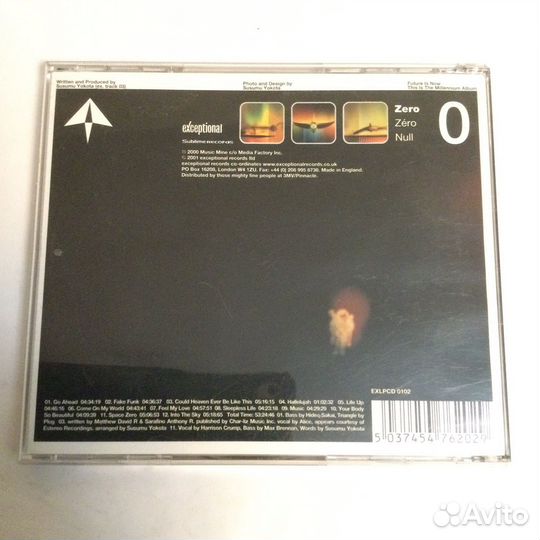 Written and Produced by
Susumu Yokota (ex. track 03)
Photo and Design by
Susumu Yokota
Future is Now
This Is The Millennium Album
Zero
Zéro
Null
0
exceptional
Sublime records
℗ 2000 Music Mine c/o Media Factory Inc.
© 2001 exceptional records ltd
exceptional records co-ordinates www.exceptionalrecords.co.uk
PO Box 16208, London W4 1ZU. Fax: +44 (0) 208 995 6738. Made in England.
Distributed by those mighty fine people at 3MV/Pinnacle.
EXLPCD 0102
01. Go Ahead 04:34:19 02. Fake Funk 04:36:37 03. Could Heaven Ever Be Like This 05:16:15 04. Hallelujah 01:02:32 05. Life Up
04:46:16 06. Come On My World 04:43:41 07. Feel My Love 04:57:51 08. Sleepless Life 04:23:18 09. Music 04:29:29 10. Your Body
So Beautiful 04:09:39 11. Space Zero 05:06:53 12. Into The Sky 05:18:65 Total Time: 53:24:46 01. Bass by Hideo Sakai, Triangle by
Plug 03. written by Matthew David R & Sarafino Anthony R. published by Char-liz Music Inc. vocal by Alice, appears courtesy of
Estereo Recordings, arranged by Susumu Yokota 11. Vocal by Harrison Crump, Bass by Max Brennan, Words by Susumu Yokota
5 037454 762029
Avito